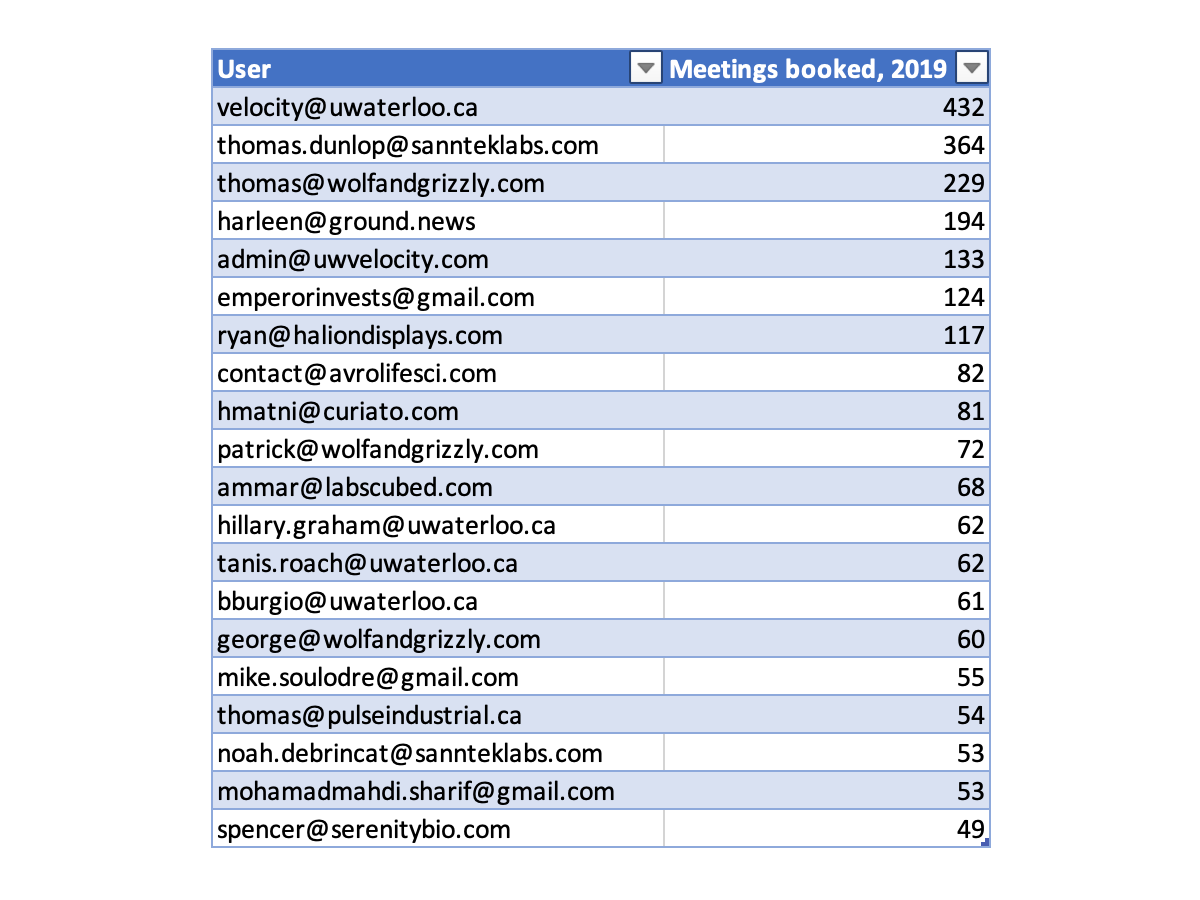 User Meetings booked, 2019
velocity@uwaterloo.ca 432
thomas.dunlop@sannteklabs.com 364
thomas@wolfandgrizzly.com 229
harleen@ground.news 194
admin@uwvelocity.com 133
emperorinvests@gmail.com 124
ryan@haliondisplays.com 117
contact@avrolifesci.com 82
hmatni@curiato.com 81
patrick@wolfandgrizzly.com 72
ammar@labscubed.com 68
hillary.graham@uwaterloo.ca 62
tanis.roach@uwaterloo.ca 62
bburgio@uwaterloo.ca 61
george@wolfandgrizzly.com 60
mike.soulodre@gmail.com 55
thomas@pulseindustrial.ca 54
noah.debrincat@sannteklabs.com 53
mohamadmahdi.sharif@gmail.com 53
spencer@serenitybio.com 49